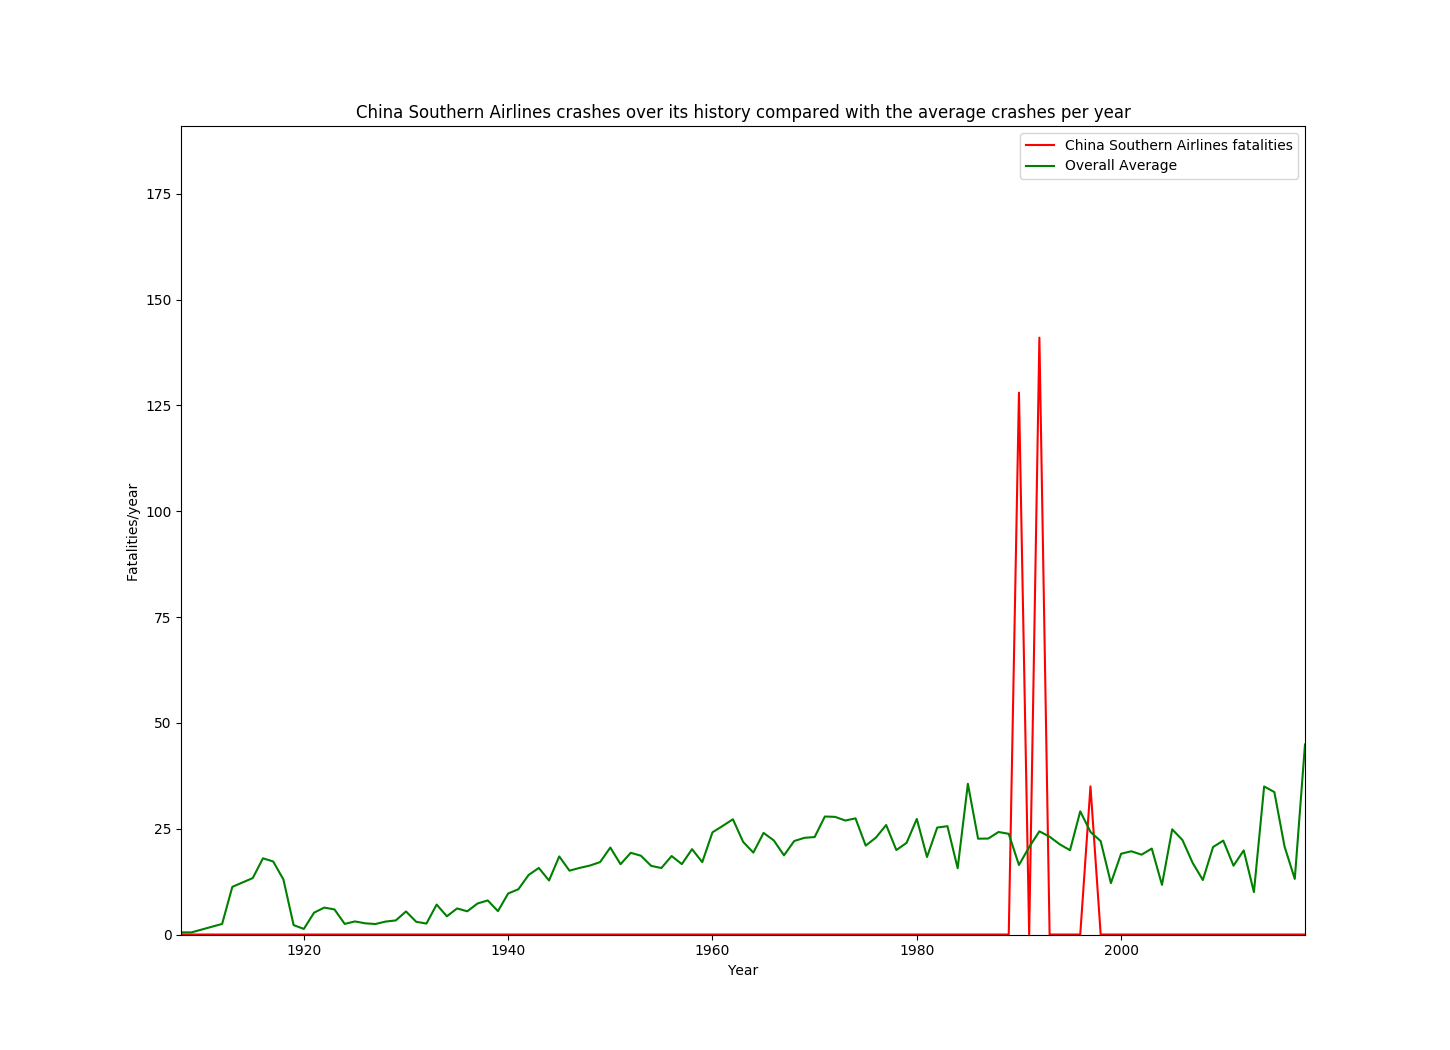 China Southern Airlines crashes over its history compared with the average crashes per year
China Southern Airlines fatalities
Overall Average
175
150
125
100
75
50
25
0
Fatalities/year
1920 1940 1960 1980 2000
Year